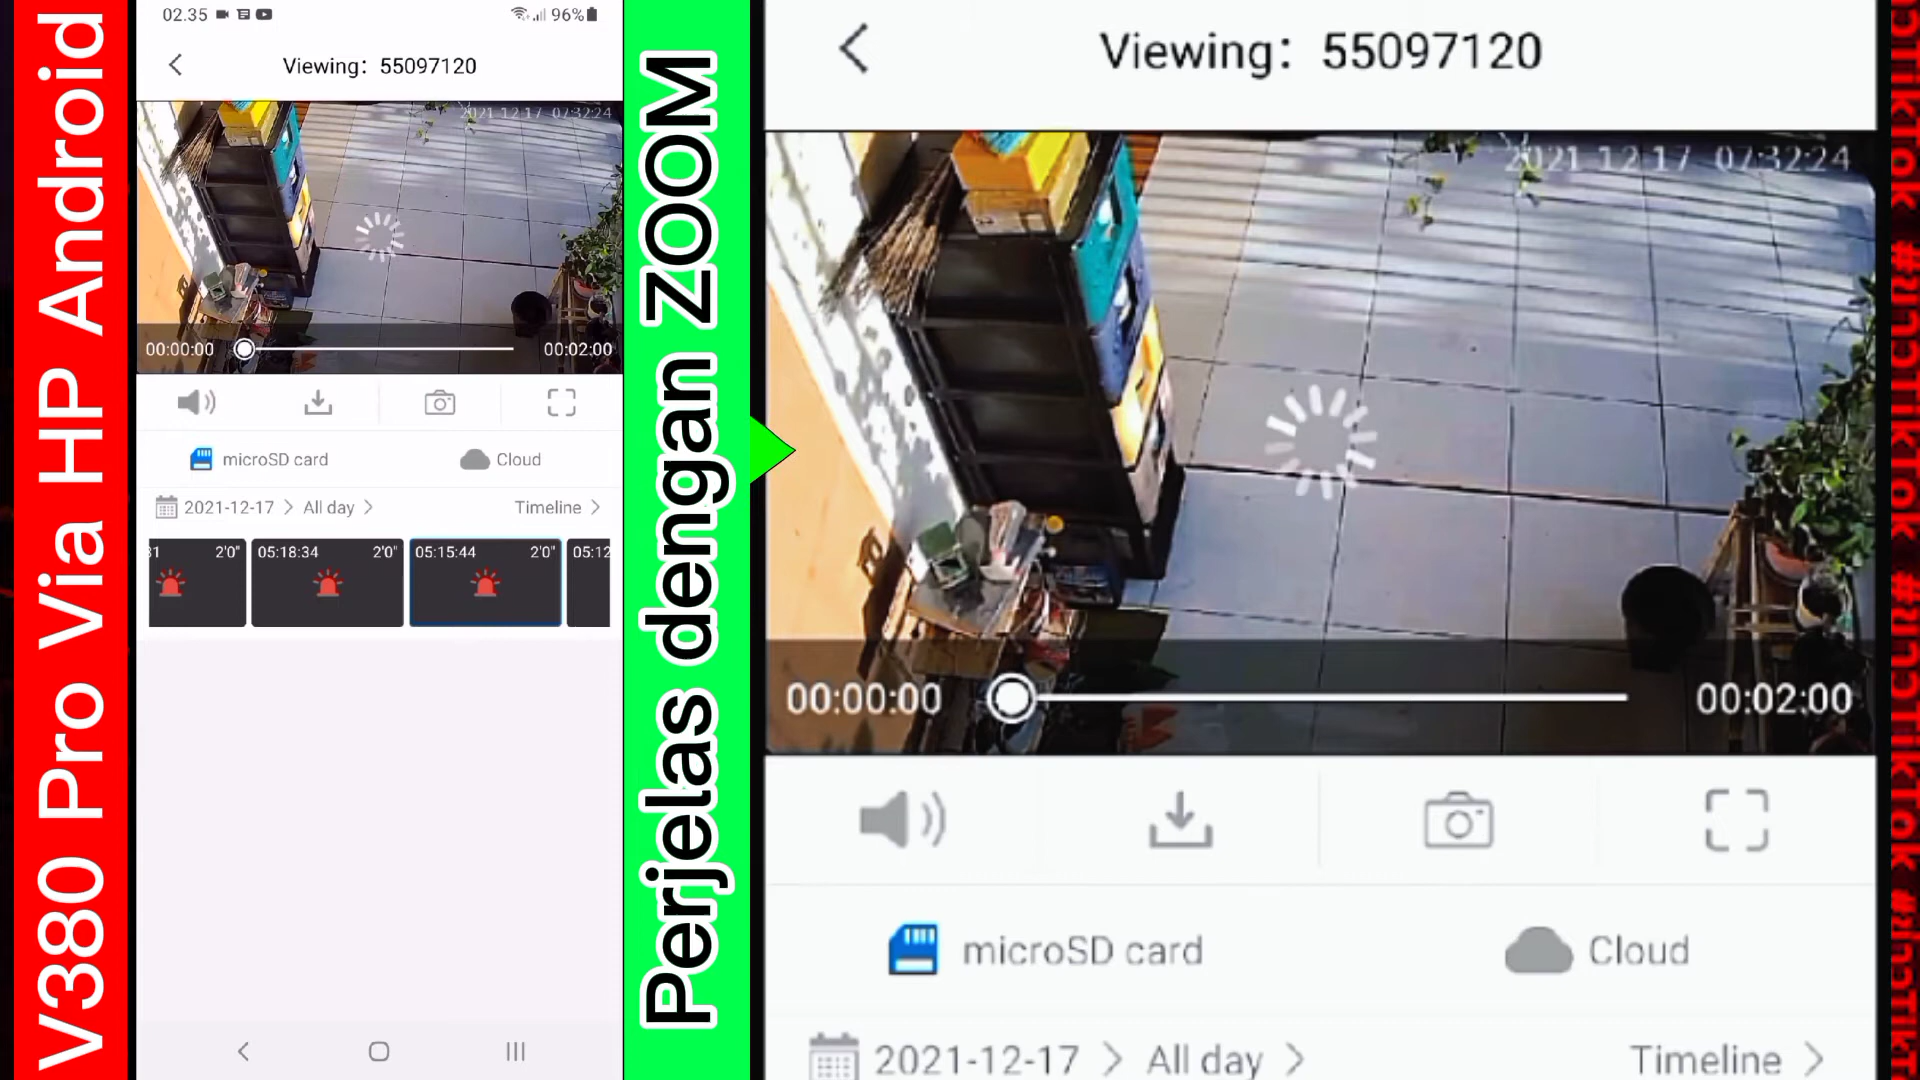 V380 Pro Via HP Android
02.35
96%
Viewing: 55097120
2021-12-17 07:32:24
00:00:00
00:02:00
microSD card
Cloud
2021-12-17
All day
Timeline
31 2'0"
05:18:34 2'0"
05:15:44 2'0"
05:12
Perjelas dengan ZOOM
Viewing: 55097120
2021-12-17 07:32:24
00:00:00
00:02:00
microSD card
Cloud
2021-12-17
All day
Timeline